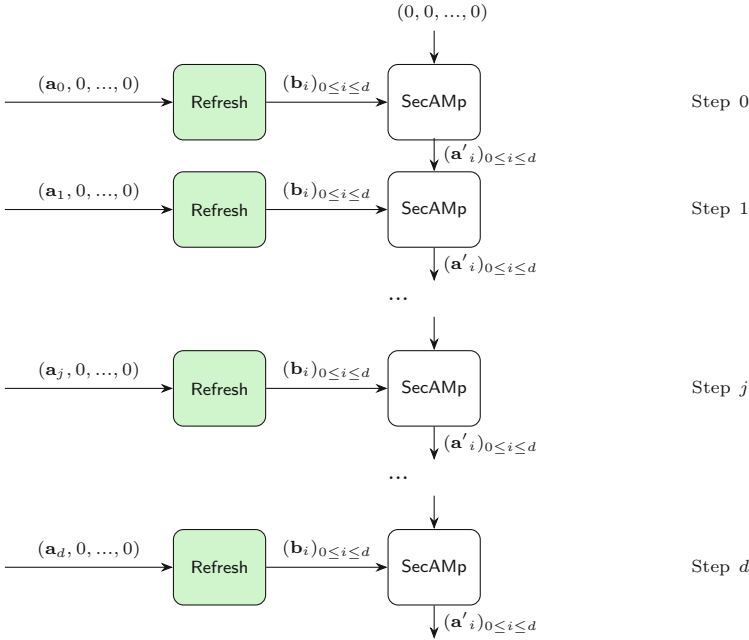 (0, 0, ..., 0)
(a₀, 0, ..., 0) Refresh (bᵢ)₀≤ᵢ≤d SecAMp Step 0
(a′ᵢ)₀≤ᵢ≤d
(a₁, 0, ..., 0) Refresh (bᵢ)₀≤ᵢ≤d SecAMp Step 1
(a′ᵢ)₀≤ᵢ≤d
...
(aⱼ, 0, ..., 0) Refresh (bᵢ)₀≤ᵢ≤d SecAMp Step j
(a′ᵢ)₀≤ᵢ≤d
...
(a_d, 0, ..., 0) Refresh (bᵢ)₀≤ᵢ≤d SecAMp Step d
(a′ᵢ)₀≤ᵢ≤d